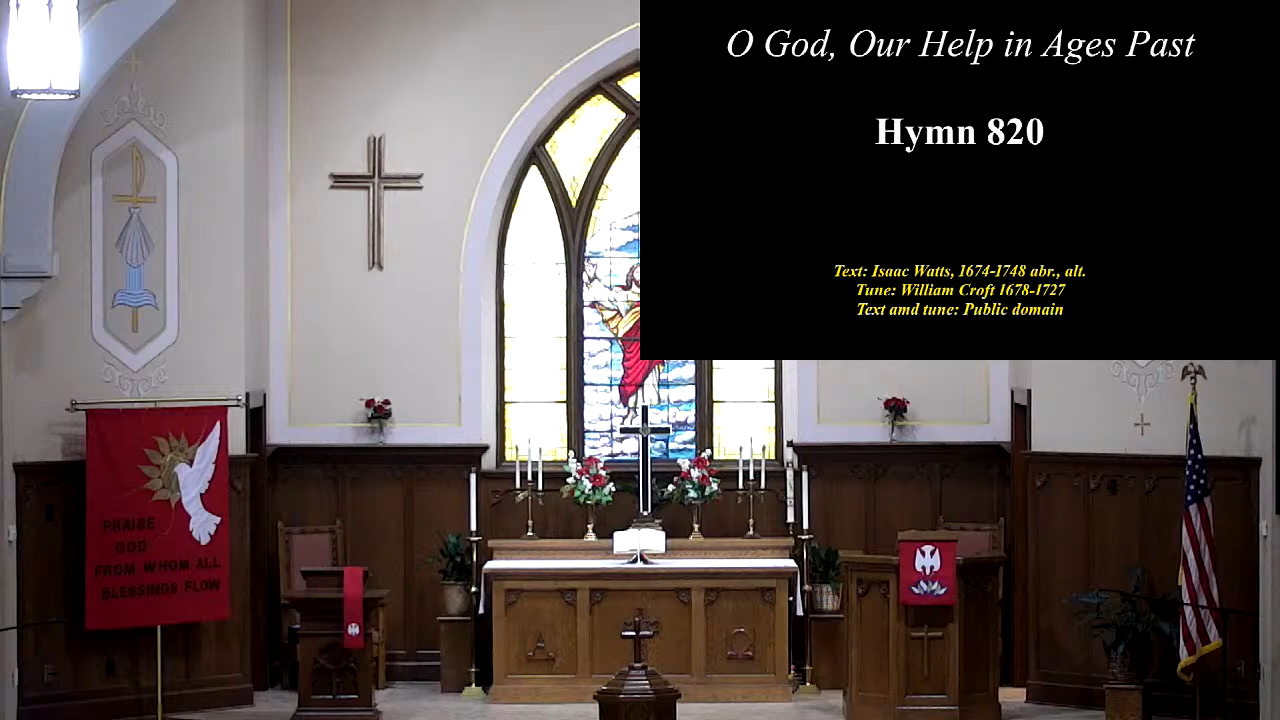 O God, Our Help in Ages Past
Hymn 820
Text: Isaac Watts, 1674-1748 abr., alt.
Tune: William Croft 1678-1727
Text amd tune: Public domain
PRAISE
GOD
FROM WHOM ALL
BLESSINGS FLOW
Α
Ω